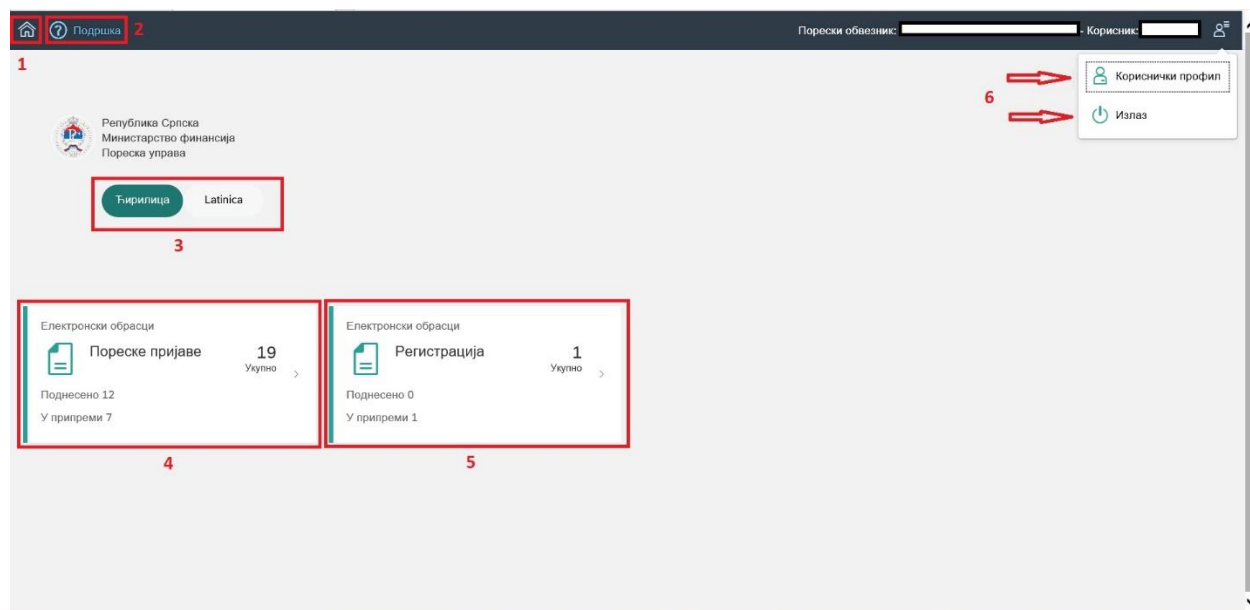 Подршка 2
Порески обвезник: - Корисник:
1
Кориснички профил
6
Излаз
Република Српска
Министарство финансија
Пореска управа
Ћирилица Latinica
3
Електронски обрасци
Пореске пријаве 19
Укупно
Поднесено 12
У припреми 7
4
Електронски обрасци
Регистрација 1
Укупно
Поднесено 0
У припреми 1
5